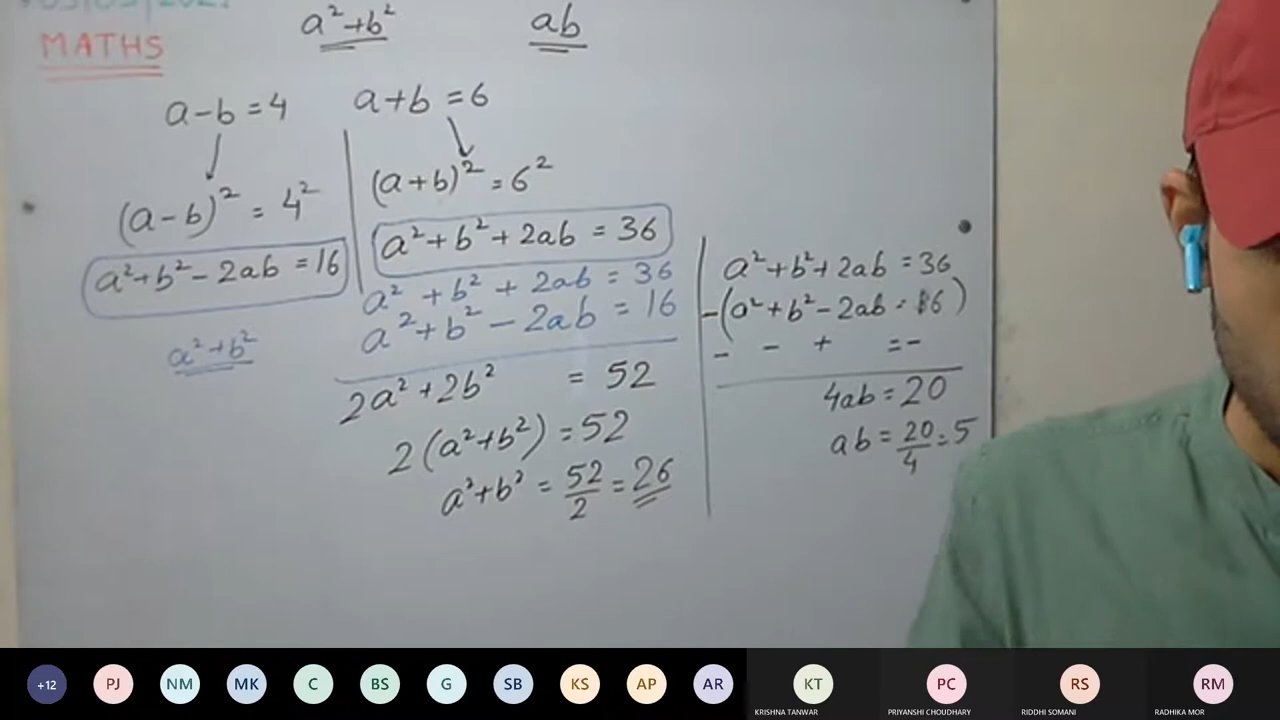 MATHS
a²+b² ab
a-b=4 a+b=6
(a-b)²=4² (a+b)²=6²
a²+b²-2ab=16 a²+b²+2ab=36
a²+b²
a²+b²+2ab=36
a²+b²-2ab=16
2a²+2b² = 52
2(a²+b²)=52
a²+b²=52/2=26
a²+b²+2ab=36
-(a²+b²-2ab=16)
- - + =-
4ab=20
ab=20/4=5
+12 PJ NM MK C BS G SB KS AP AR KT PC RS RM
KRISHNA TANWAR PRIYANSHI CHOUDHARY RIDDHI SOMANI RADHIKA MOR